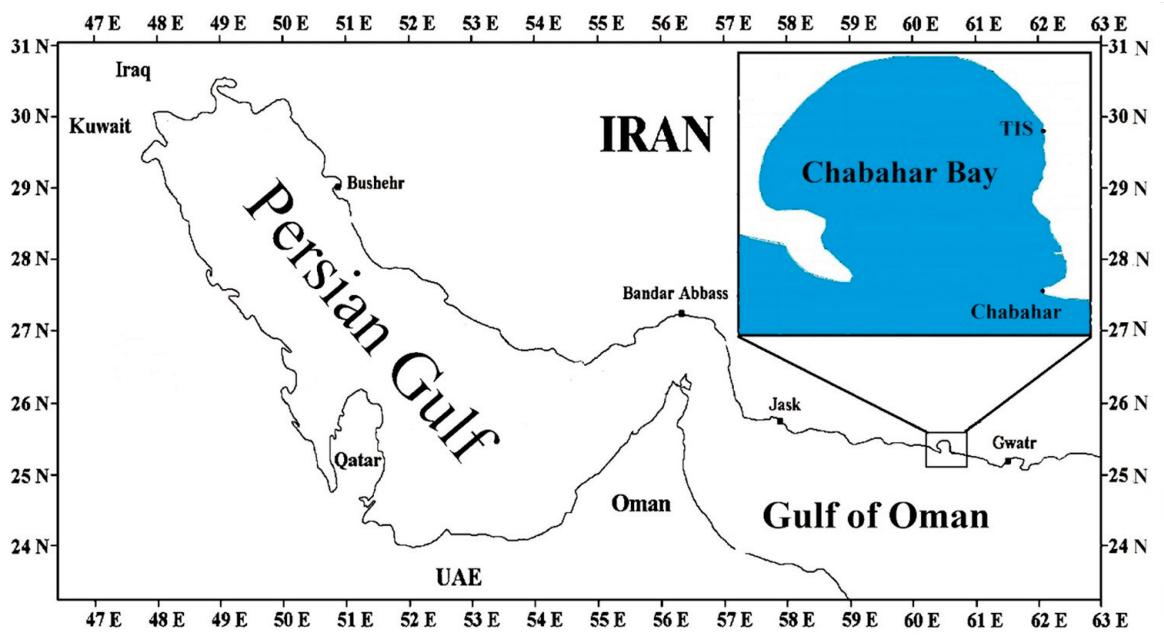 47 E 48 E 49 E 50 E 51 E 52 E 53 E 54 E 55 E 56 E 57 E 58 E 59 E 60 E 61 E 62 E 63 E
31 N
31 N
Iraq
30 N
30 N
Kuwait
IRAN
TIS
Chabahar Bay
29 N
29 N
Bushehr
Persian Gulf
28 N
28 N
Bandar Abbass
Chabahar
27 N
27 N
26 N
26 N
Jask
Gwatr
Qatar
25 N
25 N
Oman
Gulf of Oman
24 N
24 N
UAE
47 E 48 E 49 E 50 E 51 E 52 E 53 E 54 E 55 E 56 E 57 E 58 E 59 E 60 E 61 E 62 E 63 E